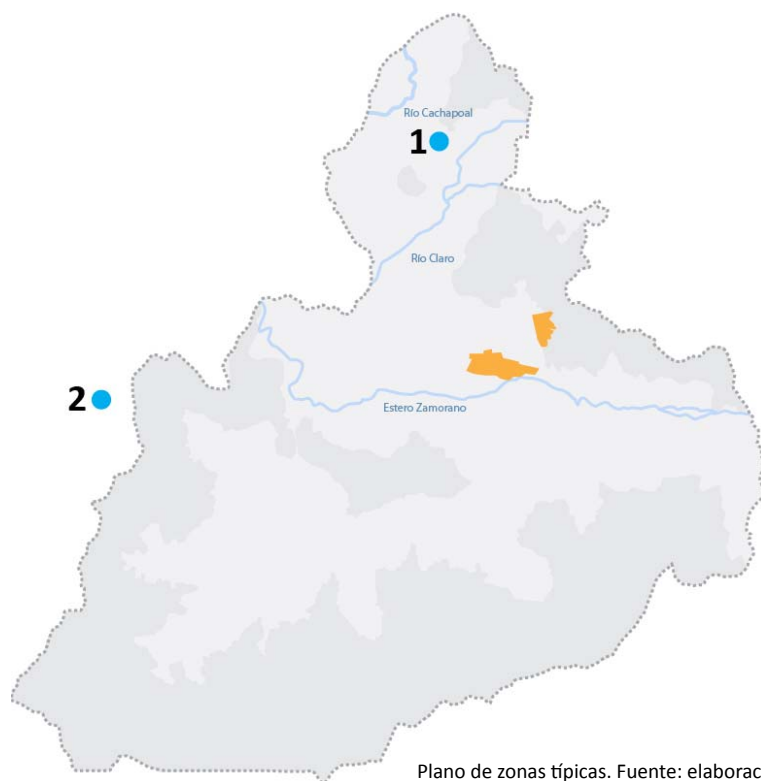 Río Cachapoal
1
Río Claro
2
Estero Zamorano
Plano de zonas típicas. Fuente: elaborac